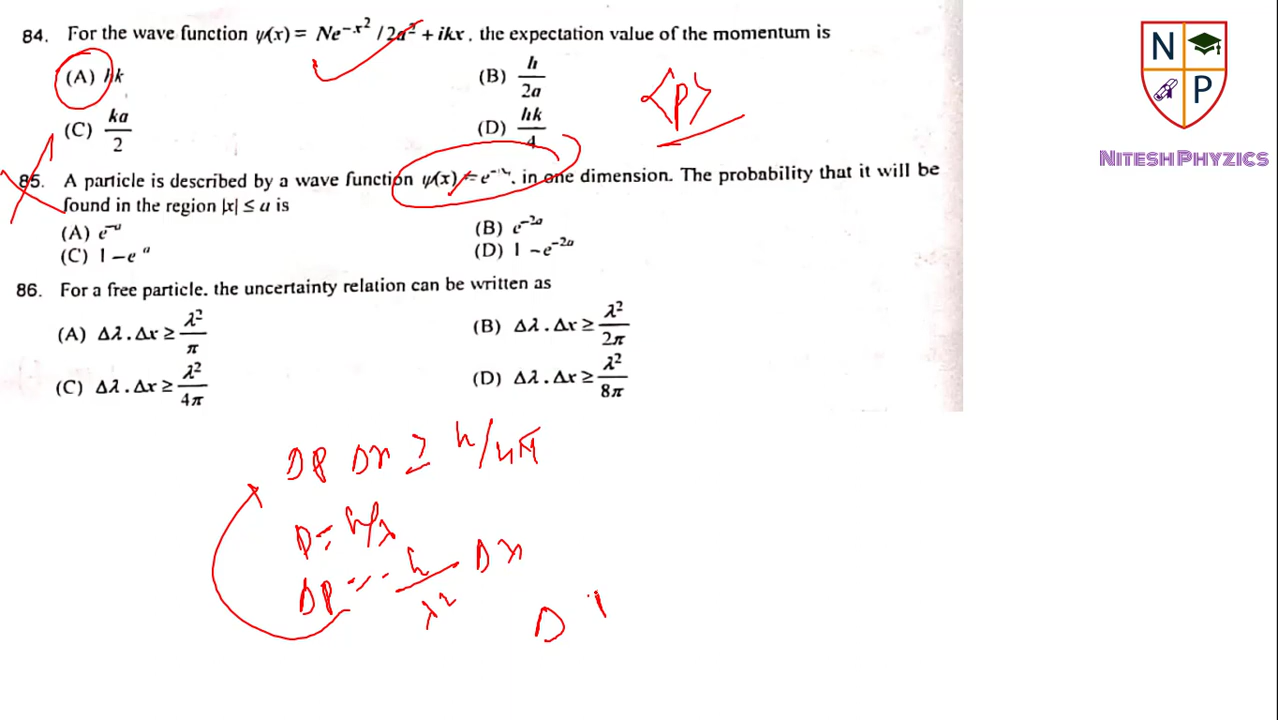 84. For the wave function ψ(x) = Ne^-x² /2a² + ikx, the expectation value of the momentum is
(A) ħk
(B) ħ/2a
(C) ka/2
(D) ħk/4
<p>
85. A particle is described by a wave function ψ(x) = in one dimension. The probability that it will be
found in the region |x| ≤ a is
(A) e^-a
(B) e^-2a
(C) 1 – e^-a
(D) 1 – e^-2a
86. For a free particle, the uncertainty relation can be written as
(A) Δλ . Δx ≥ λ²/π
(B) Δλ . Δx ≥ λ²/2π
(C) Δλ . Δx ≥ λ²/4π
(D) Δλ . Δx ≥ λ²/8π
Δp Δx ≥ h/4π
p = h/λ
Δp = - h/λ² Δx
Δ
N
P
NITESH PHYZICS